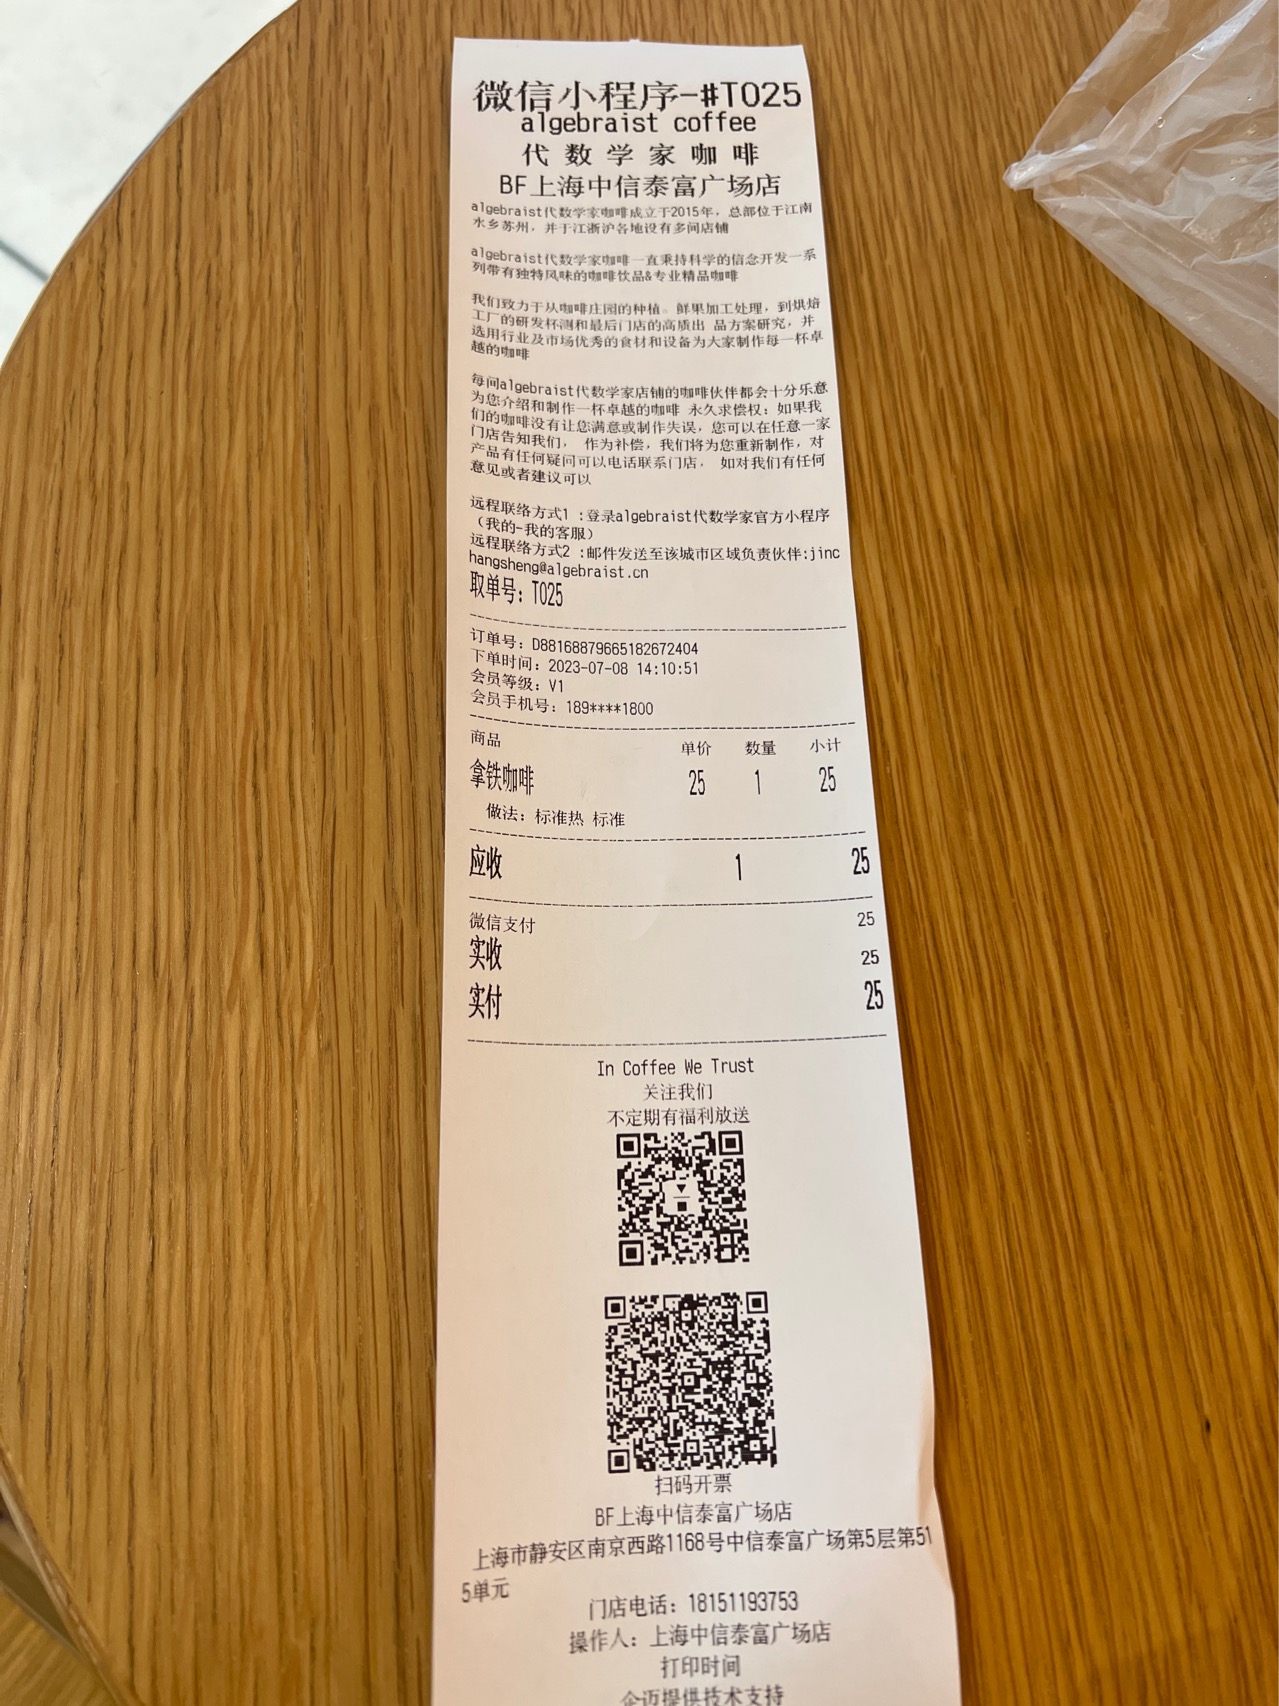 微信小程序-#T025
algebraist coffee
代数学家咖啡
BF上海中信泰富广场店
algebraist代数学家咖啡成立于2015年，总部位于江南
水乡苏州，并于江浙沪各地设有多间店铺
algebraist代数学家咖啡一直秉持科学的信念开发一系
列带有独特风味的咖啡饮品&专业精品咖啡
我们致力于从咖啡庄园的种植。鲜果加工处理，到烘焙
工厂的研发杯测和最后门店的高质出 品方案研究，并
选用行业及市场优秀的食材和设备为大家制作每一杯卓
越的咖啡
每间algebraist代数学家店铺的咖啡伙伴都会十分乐意
为您介绍和制作一杯卓越的咖啡 永久求偿权：如果我
们的咖啡没有让您满意或制作失误，您可以在任意一家
门店告知我们， 作为补偿，我们将为您重新制作，对
产品有任何疑问可以电话联系门店， 如对我们有任何
意见或者建议可以
远程联络方式1 :登录algebraist代数学家官方小程序
（我的-我的客服）
远程联络方式2 :邮件发送至该城市区域负责伙伴:jinc
hangsheng@algebraist.cn
取单号：T025
订单号：D88168879665182672404
下单时间：2023-07-08 14:10:51
会员等级：V1
会员手机号：189****1800
商品 单价 数量 小计
拿铁咖啡 25 1 25
做法：标准热 标准
应收 1 25
微信支付 25
实收 25
实付 25
In Coffee We Trust
关注我们
不定期有福利放送
扫码开票
BF上海中信泰富广场店
上海市静安区南京西路1168号中信泰富广场第5层第51
5单元
门店电话：18151193753
操作人：上海中信泰富广场店
打印时间
企迈提供技术支持